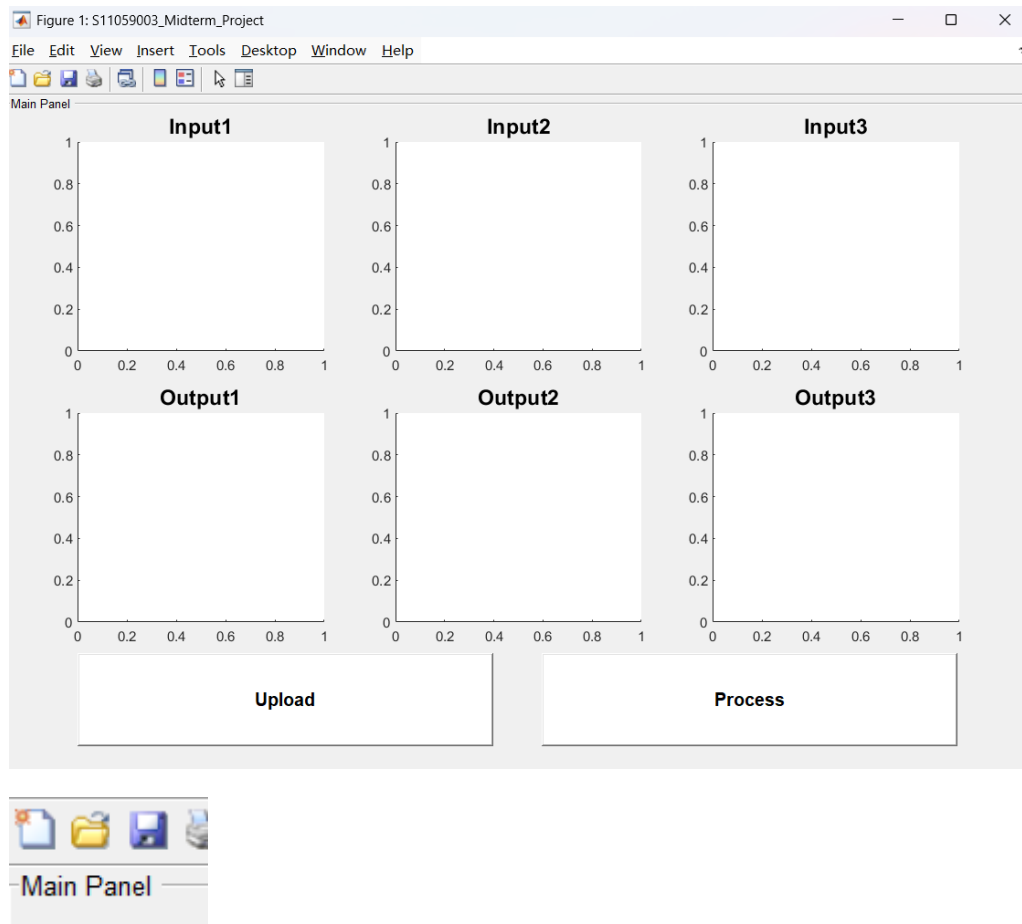 Figure 1: S11059003_Midterm_Project
File Edit View Insert Tools Desktop Window Help
Main Panel
Input1 Input2 Input3
1 1 1
0.8 0.8 0.8
0.6 0.6 0.6
0.4 0.4 0.4
0.2 0.2 0.2
0 0 0
0 0.2 0.4 0.6 0.8 1 0 0.2 0.4 0.6 0.8 1 0 0.2 0.4 0.6 0.8 1
Output1 Output2 Output3
1 1 1
0.8 0.8 0.8
0.6 0.6 0.6
0.4 0.4 0.4
0.2 0.2 0.2
0 0 0
0 0.2 0.4 0.6 0.8 1 0 0.2 0.4 0.6 0.8 1 0 0.2 0.4 0.6 0.8 1
Upload Process
Main Panel